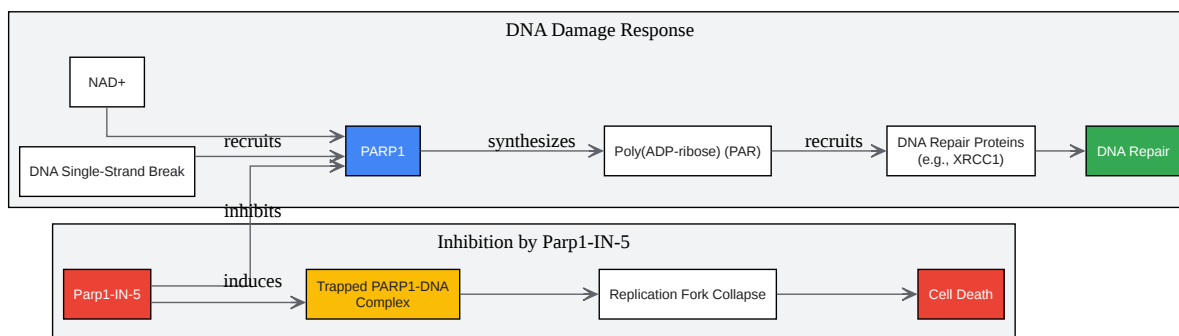 DNA Damage Response
NAD+
recruits
PARP1
synthesizes
Poly(ADP-ribose) (PAR)
recruits
DNA Repair Proteins
(e.g., XRCC1)
DNA Repair
DNA Single-Strand Break
inhibits
Inhibition by Parp1-IN-5
Parp1-IN-5
induces
Trapped PARP1-DNA
Complex
Replication Fork Collapse
Cell Death